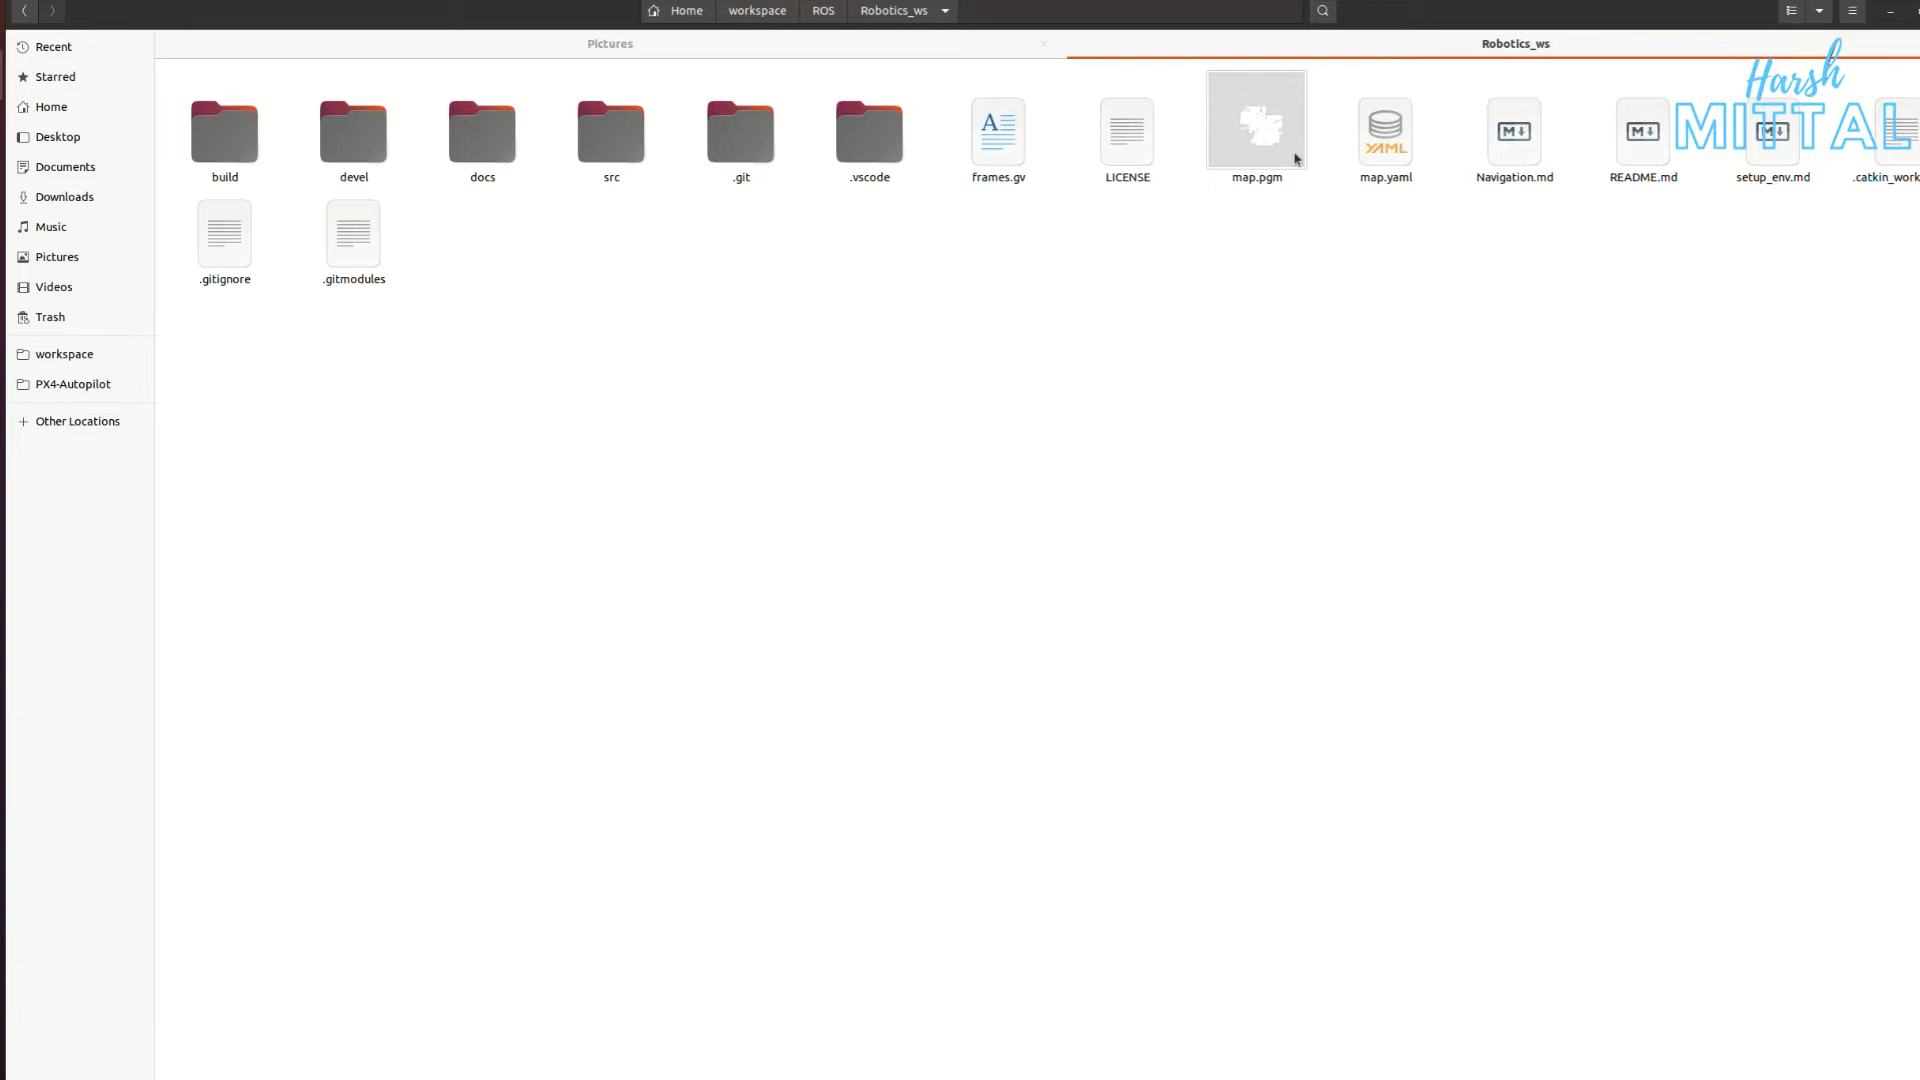 Home workspace ROS Robotics_ws
Pictures Robotics_ws
Harsh
MITTAL
Recent
Starred
Home
Desktop
Documents
Downloads
Music
Pictures
Videos
Trash
workspace
PX4-Autopilot
Other Locations
build devel docs src .git .vscode frames.gv LICENSE map.pgm map.yaml Navigation.md README.md setup_env.md .catkin_work
.gitignore .gitmodules
A
YAML
M
M
M